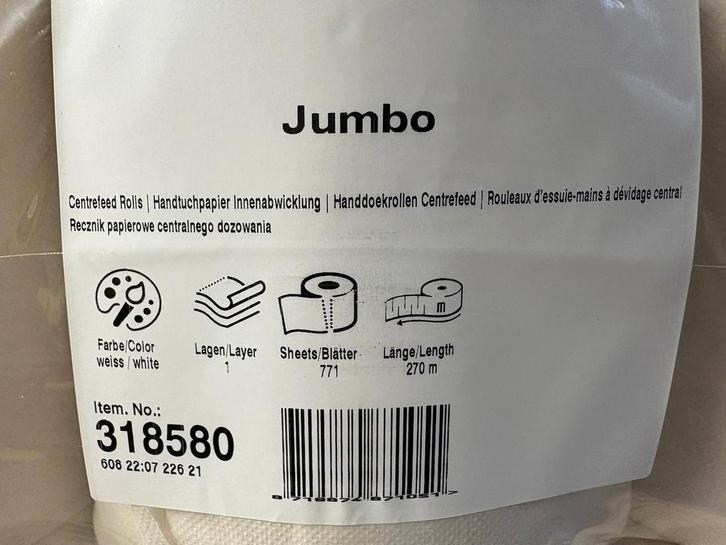 Jumbo
Centrefeed Rolls | Handtuchpapier Innenabwicklung | Handdoekrollen Centrefeed | Rouleaux d'essuie-mains à dévidage central
Recznik papierowe centralnego dozowania
m
Farbe/Color
weiss / white
Lagen/Layer
1
Sheets/Blätter
771
Länge/Length
270 m
Item. No.:
318580
608 22:07 226 21